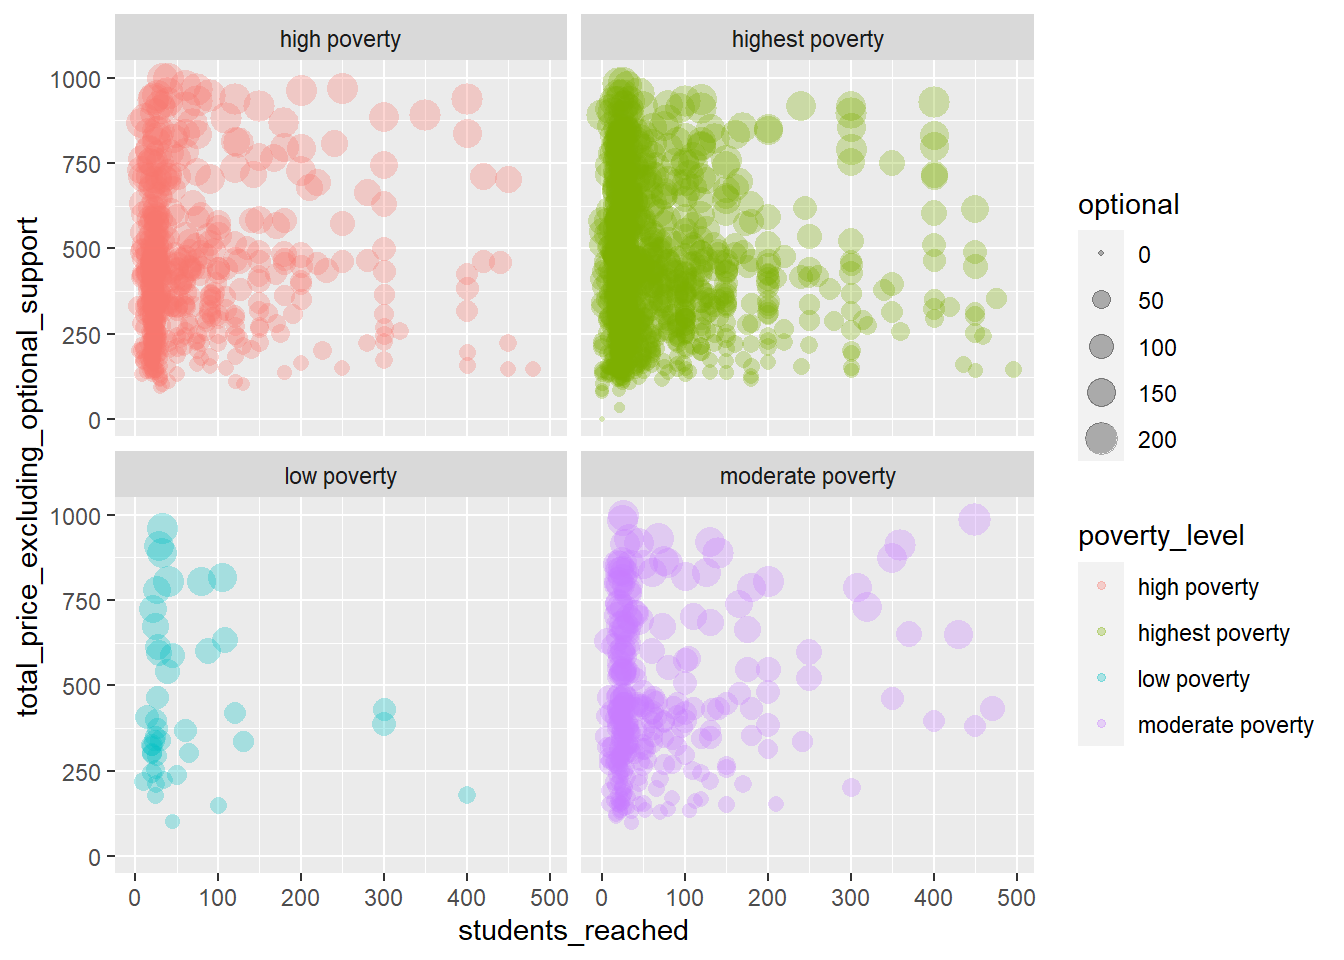 high poverty
highest poverty
1000
750
500
250
0
low poverty
moderate poverty
1000
750
500
250
0
0 100 200 300 400 500
0 100 200 300 400 500
students_reached
total_price_excluding_optional_support
optional
0
50
100
150
200
poverty_level
high poverty
highest poverty
low poverty
moderate poverty